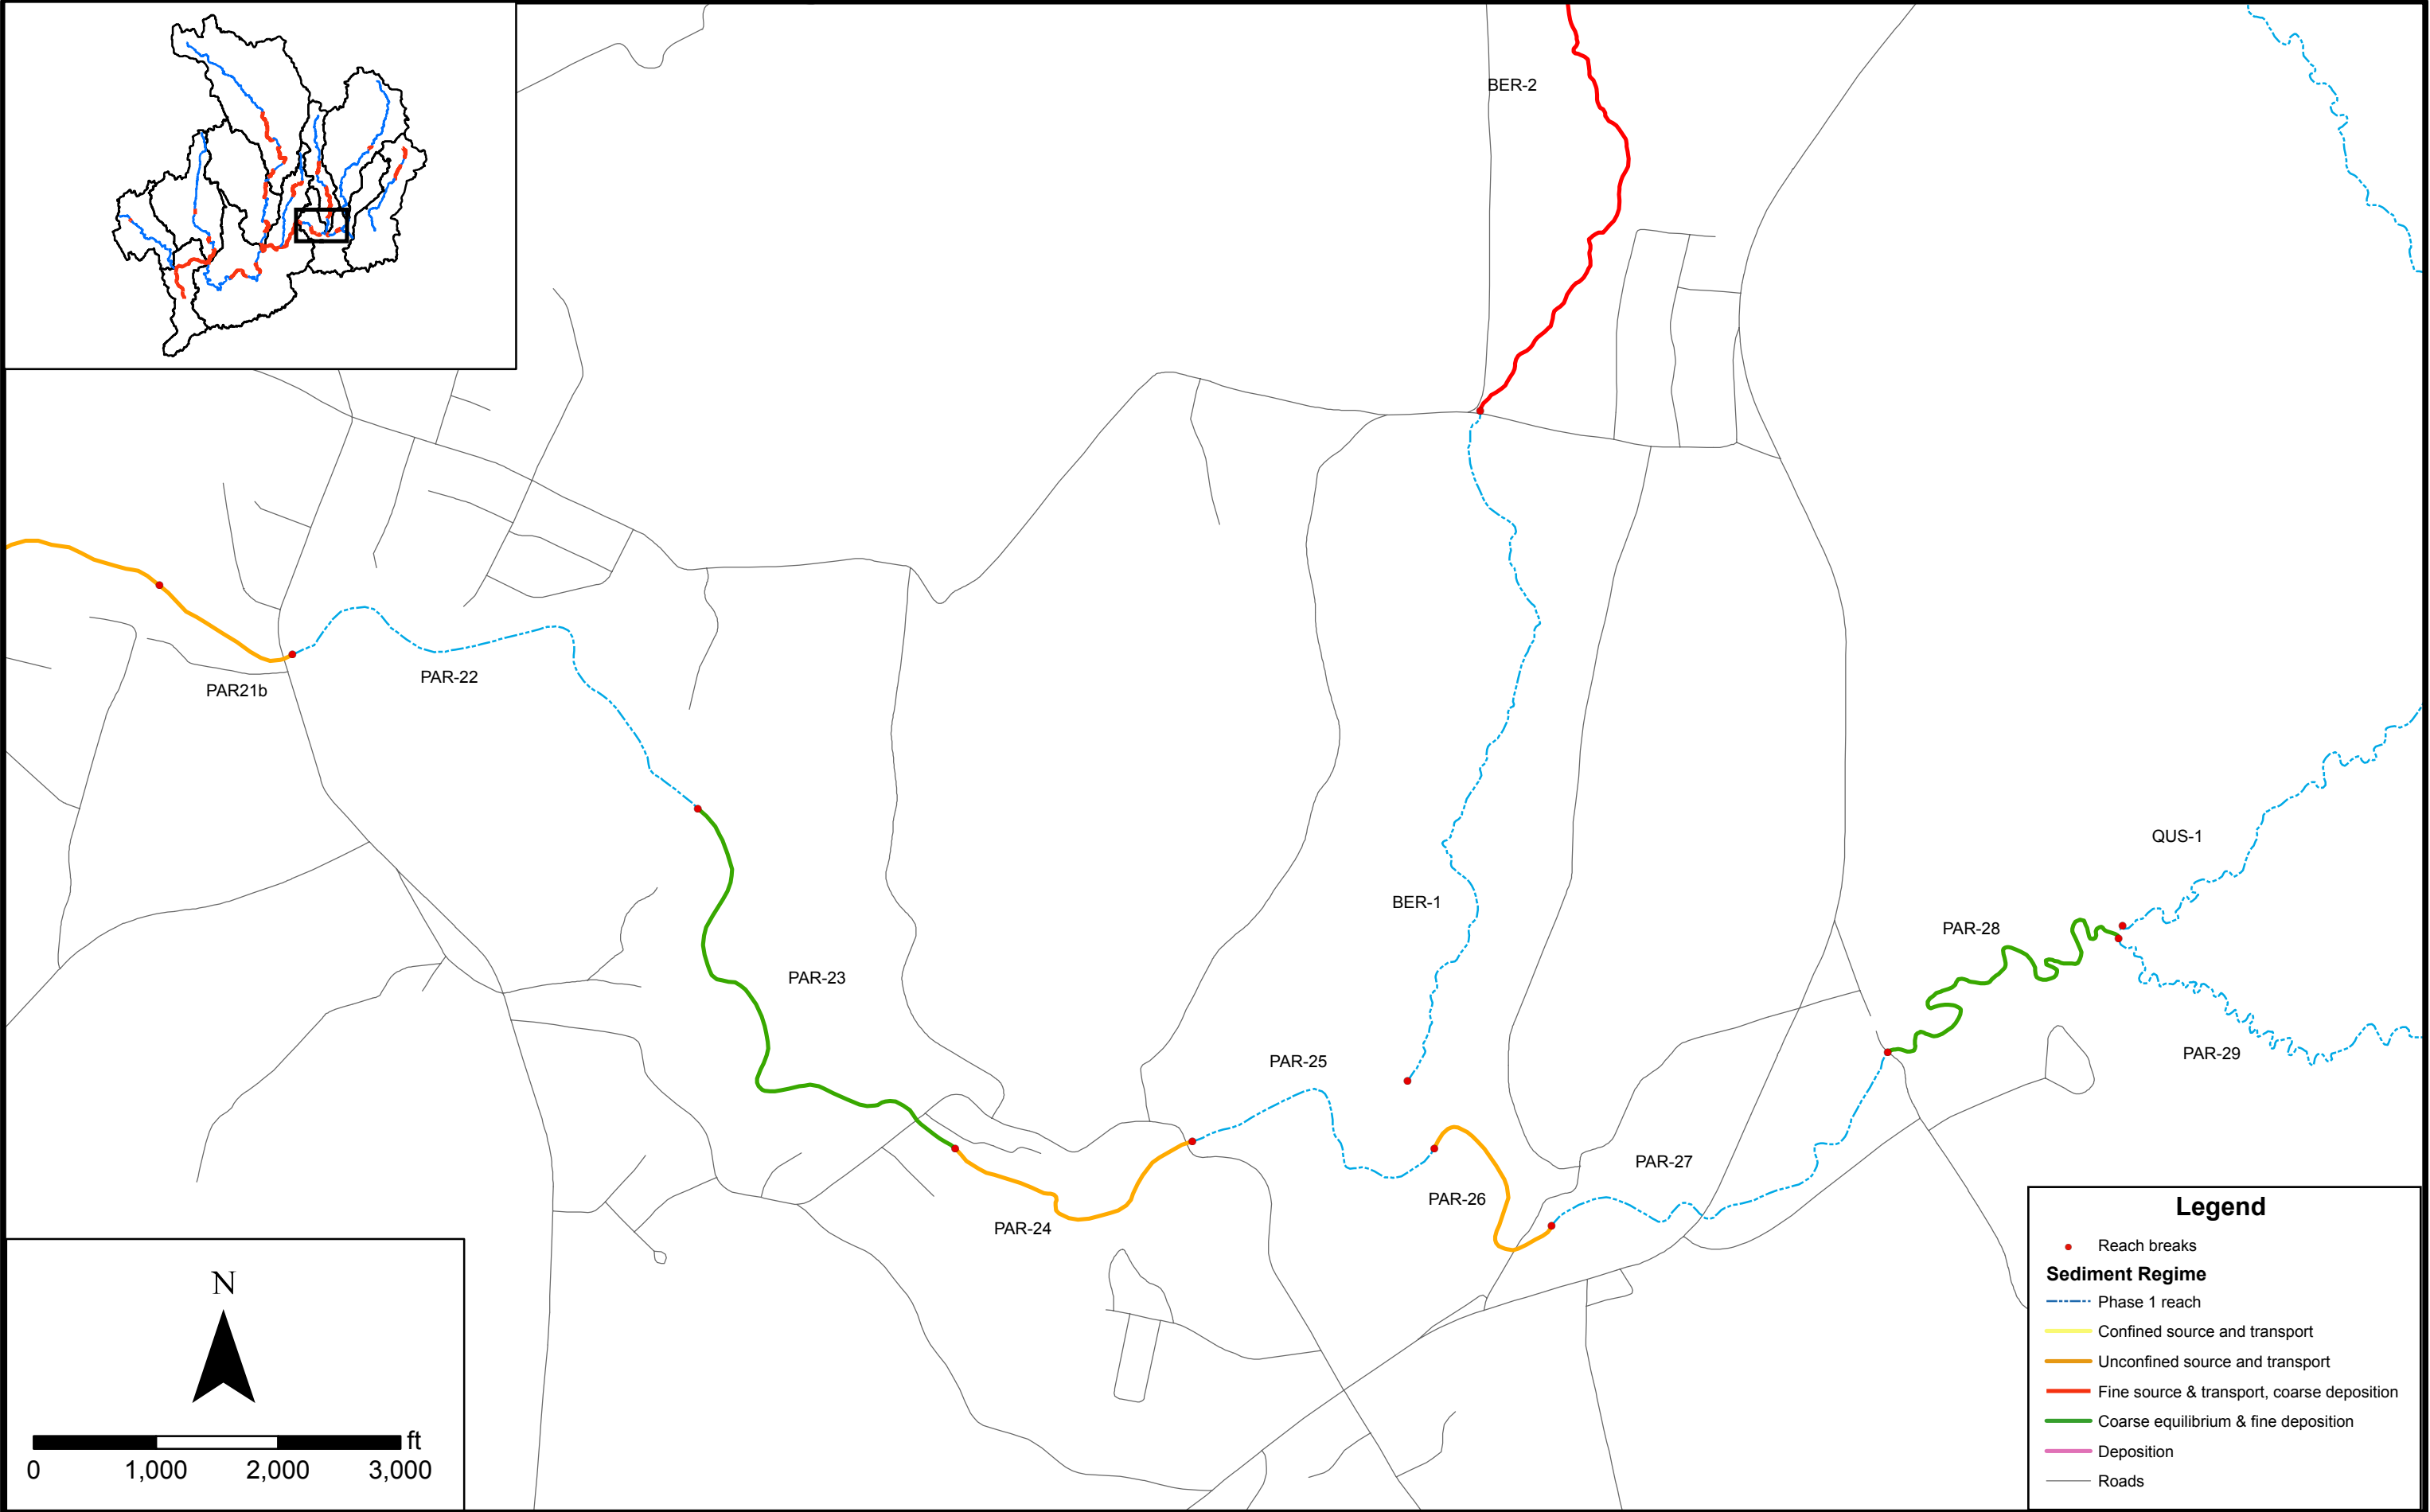 BER-2
PAR21b
PAR-22
QUS-1
BER-1
PAR-28
PAR-23
PAR-25
PAR-29
PAR-27
PAR-26
PAR-24
N
ft
0 1,000 2,000 3,000
Legend
Reach breaks
Sediment Regime
Phase 1 reach
Confined source and transport
Unconfined source and transport
Fine source & transport, coarse deposition
Coarse equilibrium & fine deposition
Deposition
Roads